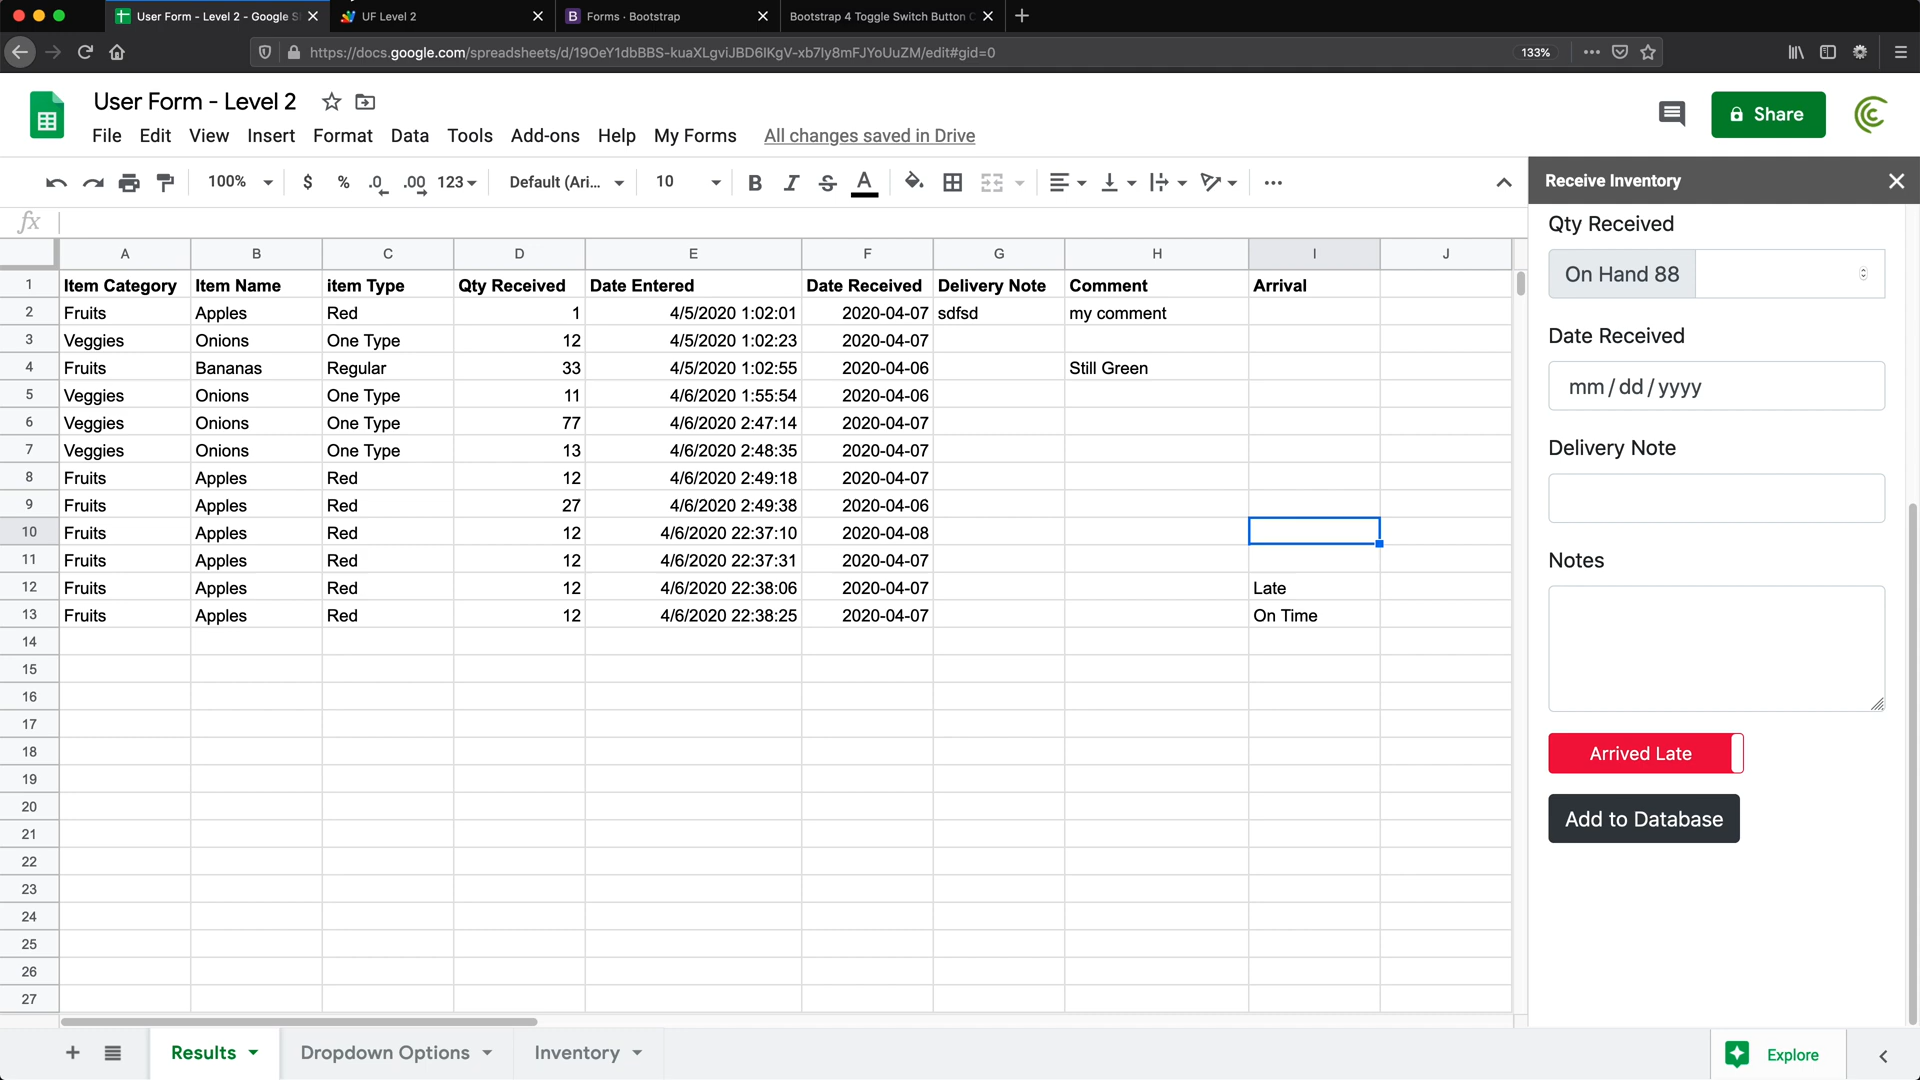 User Form - Level 2 - Google S
UF Level 2
Forms · Bootstrap
Bootstrap 4 Toggle Switch Button C
https://docs.google.com/spreadsheets/d/19OeY1dbBBS-kuaXLgviJBD6lKgV-xb7ly8mFJYoUuZM/edit#gid=0
133%
User Form - Level 2
Share
File Edit View Insert Format Data Tools Add-ons Help My Forms All changes saved in Drive
100% $ % .0 .00 123 Default (Ari... 10 B I S A
Receive Inventory
fx
A B C D E F G H I J
1 Item Category Item Name item Type Qty Received Date Entered Date Received Delivery Note Comment Arrival
2 Fruits Apples Red 1 4/5/2020 1:02:01 2020-04-07 sdfsd my comment
3 Veggies Onions One Type 12 4/5/2020 1:02:23 2020-04-07
4 Fruits Bananas Regular 33 4/5/2020 1:02:55 2020-04-06 Still Green
5 Veggies Onions One Type 11 4/6/2020 1:55:54 2020-04-06
6 Veggies Onions One Type 77 4/6/2020 2:47:14 2020-04-07
7 Veggies Onions One Type 13 4/6/2020 2:48:35 2020-04-07
8 Fruits Apples Red 12 4/6/2020 2:49:18 2020-04-07
9 Fruits Apples Red 27 4/6/2020 2:49:38 2020-04-06
10 Fruits Apples Red 12 4/6/2020 22:37:10 2020-04-08
11 Fruits Apples Red 12 4/6/2020 22:37:31 2020-04-07
12 Fruits Apples Red 12 4/6/2020 22:38:06 2020-04-07 Late
13 Fruits Apples Red 12 4/6/2020 22:38:25 2020-04-07 On Time
14
15
16
17
18
19
20
21
22
23
24
25
26
27
Qty Received
On Hand 88
Date Received
mm/dd/yyyy
Delivery Note
Notes
Arrived Late
Add to Database
Results
Dropdown Options
Inventory
Explore